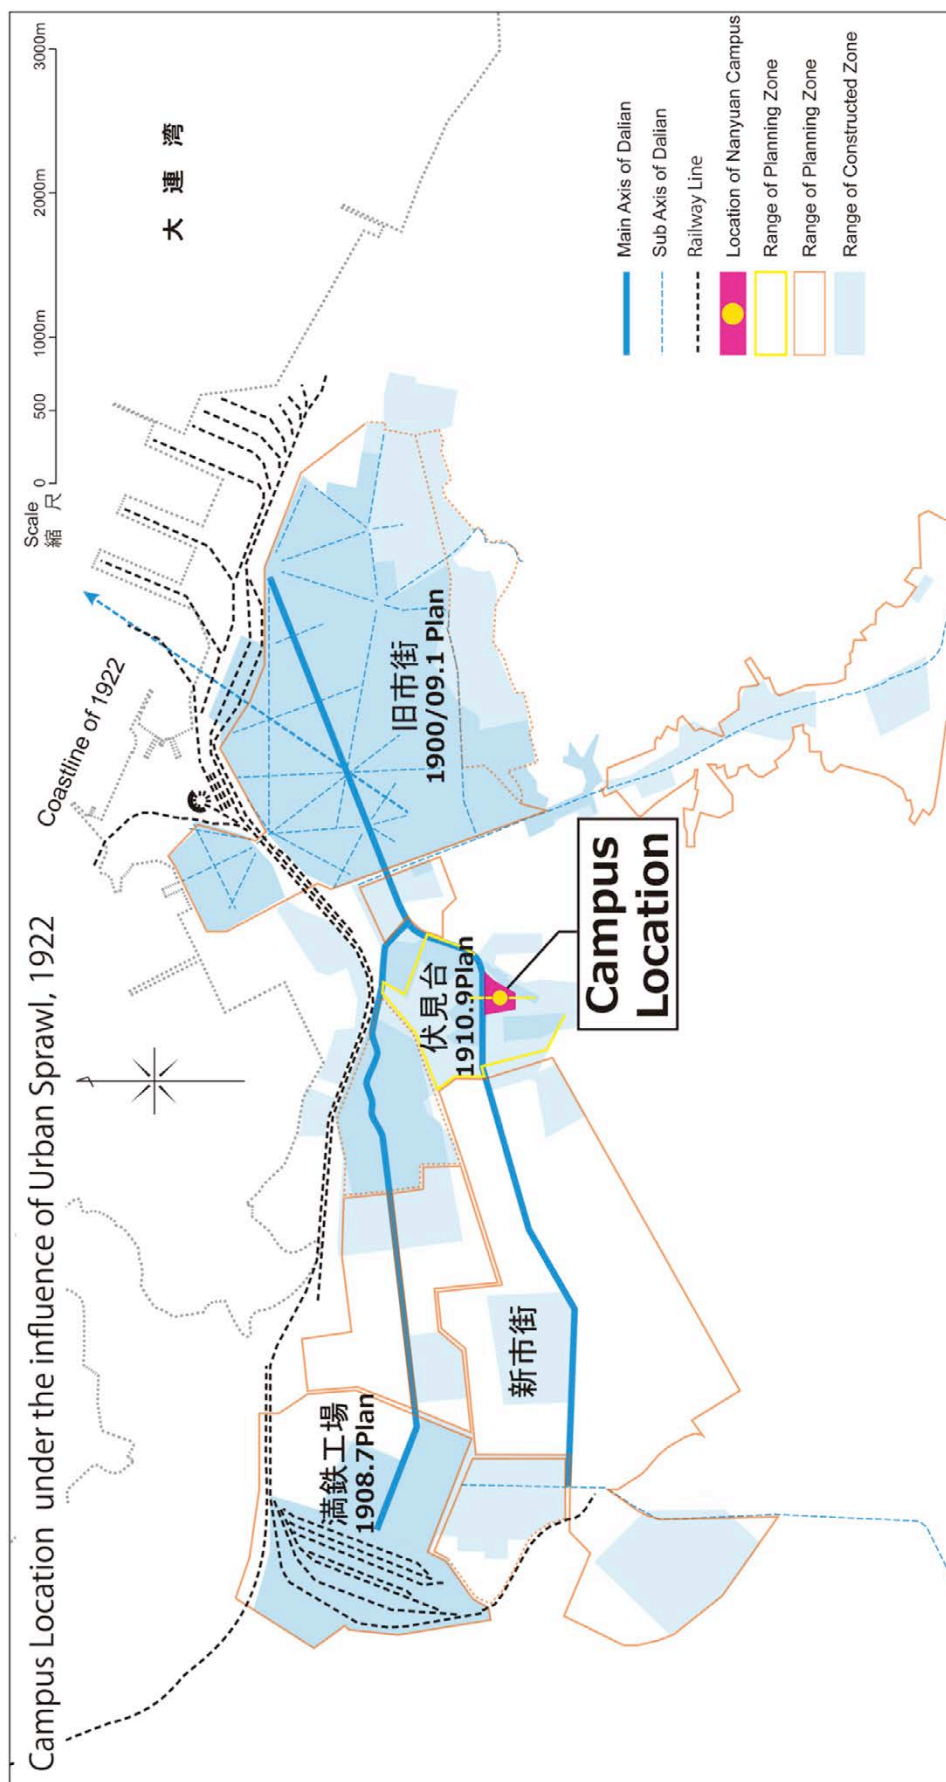 Campus Location under the influence of Urban Sprawl, 1922
Scale
縮 尺
0 500 1000m 2000m 3000m
大 連 湾
Coastline of 1922
満鉄工場
1908.7Plan
新市街
伏見台
1910.9Plan
旧市街
1900/09.1 Plan
Campus
Location
Main Axis of Dalian
Sub Axis of Dalian
Railway Line
Location of Nanyuan Campus
Range of Planning Zone
Range of Planning Zone
Range of Constructed Zone